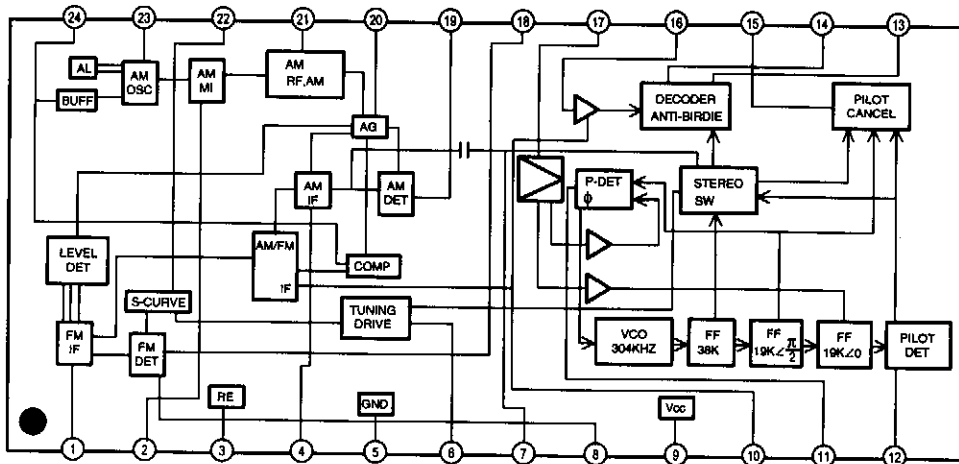 24 23 22 21 20 19 18 17 16 15 14 13
AL
AM
OSC
BUFF
AM
MI
AM
RF,AM
AG
AM
IF
AM
DET
DECODER
ANTI-BIRDIE
PILOT
CANCEL
P-DET
ϕ
STEREO
SW
LEVEL
DET
AM/FM
IF
COMP
S-CURVE
TUNING
DRIVE
FM
IF
FM
DET
VCO
304KHZ
FF
38K
FF
19K∠π/2
FF
19K∠0
PILOT
DET
RE
GND
Vcc
1 2 3 4 5 6 7 8 9 10 11 12